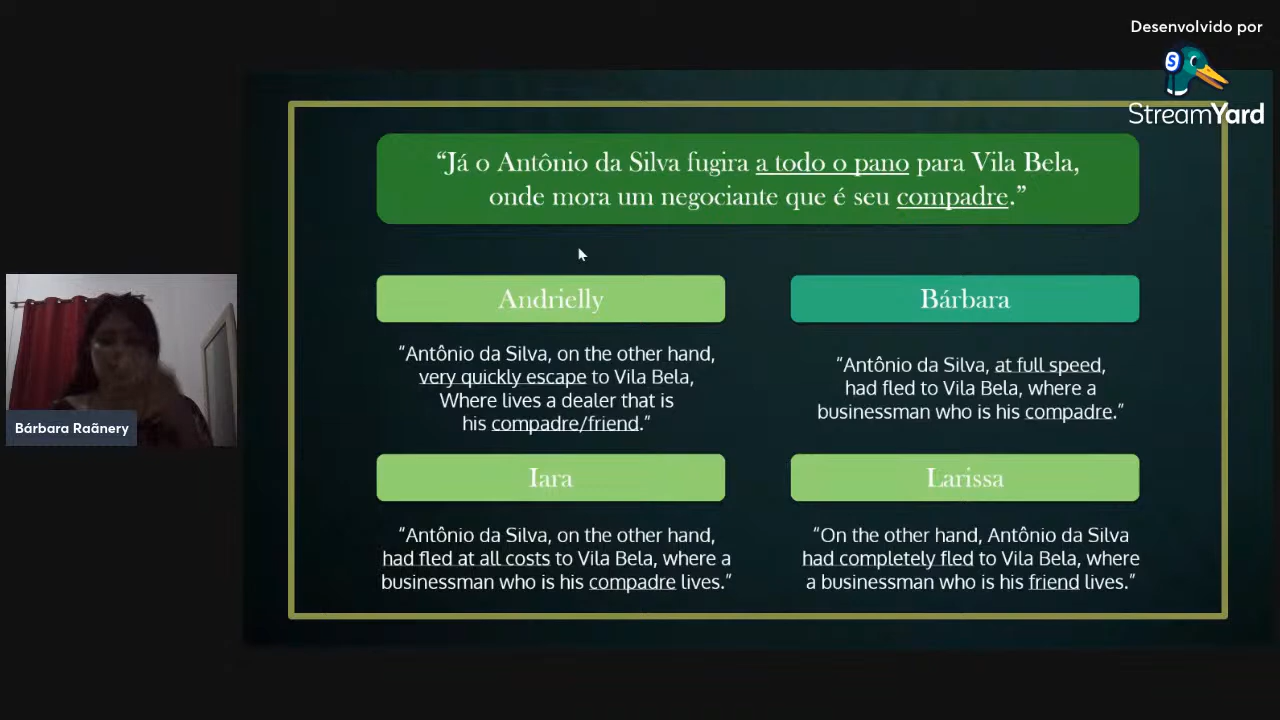 Desenvolvido por
StreamYard
“Já o Antônio da Silva fugira a todo o pano para Vila Bela,
onde mora um negociante que é seu compadre.”
Andrielly
“Antônio da Silva, on the other hand,
very quickly escape to Vila Bela,
Where lives a dealer that is
his compadre/friend.”
Bárbara
“Antônio da Silva, at full speed,
had fled to Vila Bela, where a
businessman who is his compadre.”
Iara
“Antônio da Silva, on the other hand,
had fled at all costs to Vila Bela, where a
businessman who is his compadre lives.”
Larissa
“On the other hand, Antônio da Silva
had completely fled to Vila Bela, where
a businessman who is his friend lives.”
Bárbara Raãnery